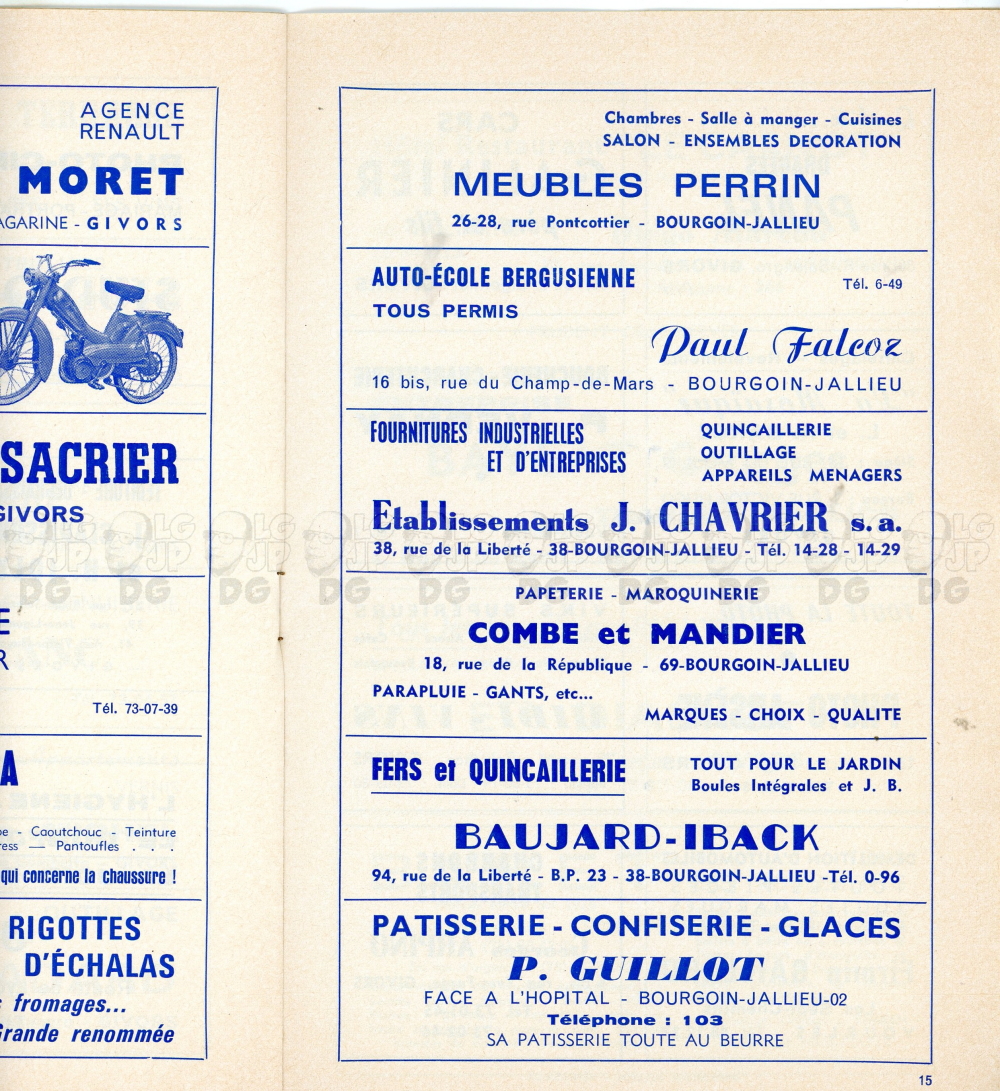 AGENCE
RENAULT
MORET
AGARINE - GIVORS
SACRIER
GIVORS
E
R
Tél. 73-07-39
A
- Caoutchouc - Teinture
— Pantoufles . . .
qui concerne la chaussure !
RIGOTTES
D'ÉCHALAS
fromages...
Grande renommée
Chambres - Salle à manger - Cuisines
SALON - ENSEMBLES DECORATION
MEUBLES PERRIN
26-28, rue Pontcottier - BOURGOIN-JALLIEU
AUTO-ÉCOLE BERGUSIENNE
Tél. 6-49
TOUS PERMIS
Paul Falcoz
16 bis, rue du Champ-de-Mars - BOURGOIN-JALLIEU
FOURNITURES INDUSTRIELLES
ET D'ENTREPRISES
QUINCAILLERIE
OUTILLAGE
APPAREILS MENAGERS
Etablissements J. CHAVRIER s.a.
38, rue de la Liberté - 38-BOURGOIN-JALLIEU - Tél. 14-28 - 14-29
PAPETERIE - MAROQUINERIE
COMBE et MANDIER
18, rue de la République - 69-BOURGOIN-JALLIEU
PARAPLUIE - GANTS, etc...
MARQUES - CHOIX - QUALITE
FERS et QUINCAILLERIE
TOUT POUR LE JARDIN
Boules Intégrales et J. B.
BAUJARD-IBACK
94, rue de la Liberté - B.P. 23 - 38-BOURGOIN-JALLIEU -Tél. 0-96
PATISSERIE - CONFISERIE - GLACES
P. GUILLOT
FACE A L'HOPITAL - BOURGOIN-JALLIEU-02
Téléphone : 103
SA PATISSERIE TOUTE AU BEURRE
15